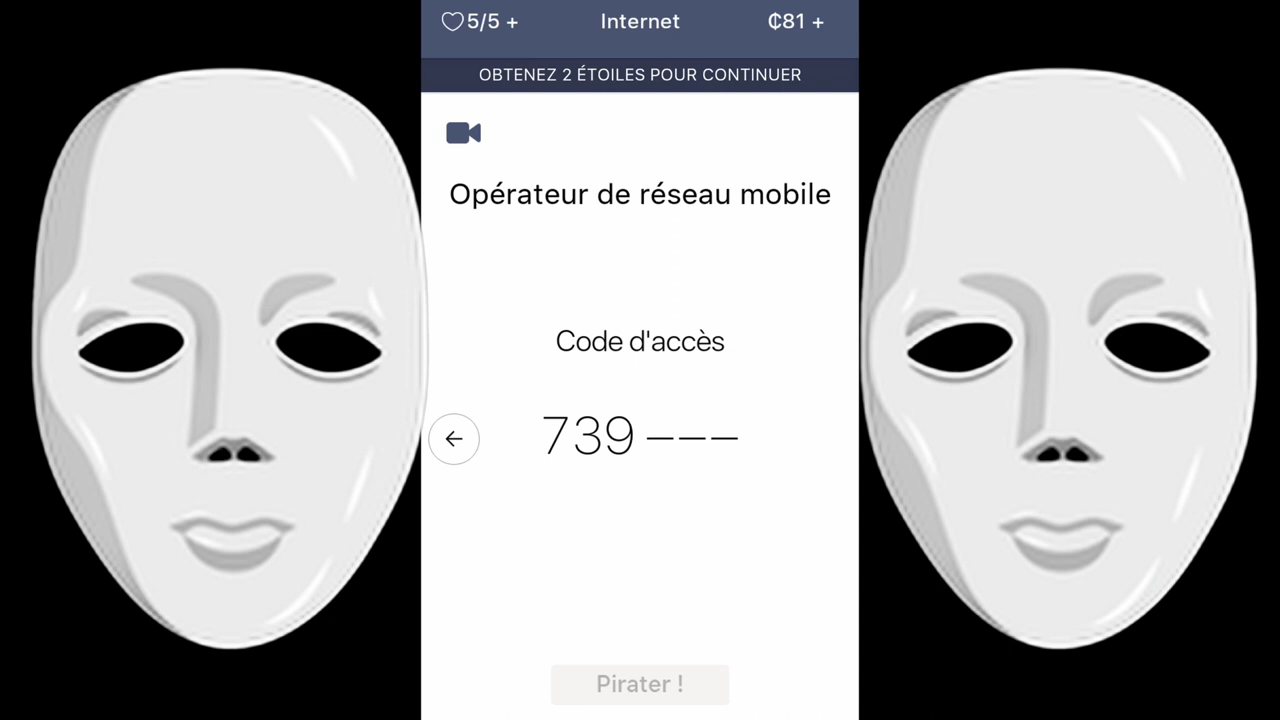 5/5 + Internet ₵81 +
OBTENEZ 2 ÉTOILES POUR CONTINUER
Opérateur de réseau mobile
Code d'accès
739–––
Pirater !